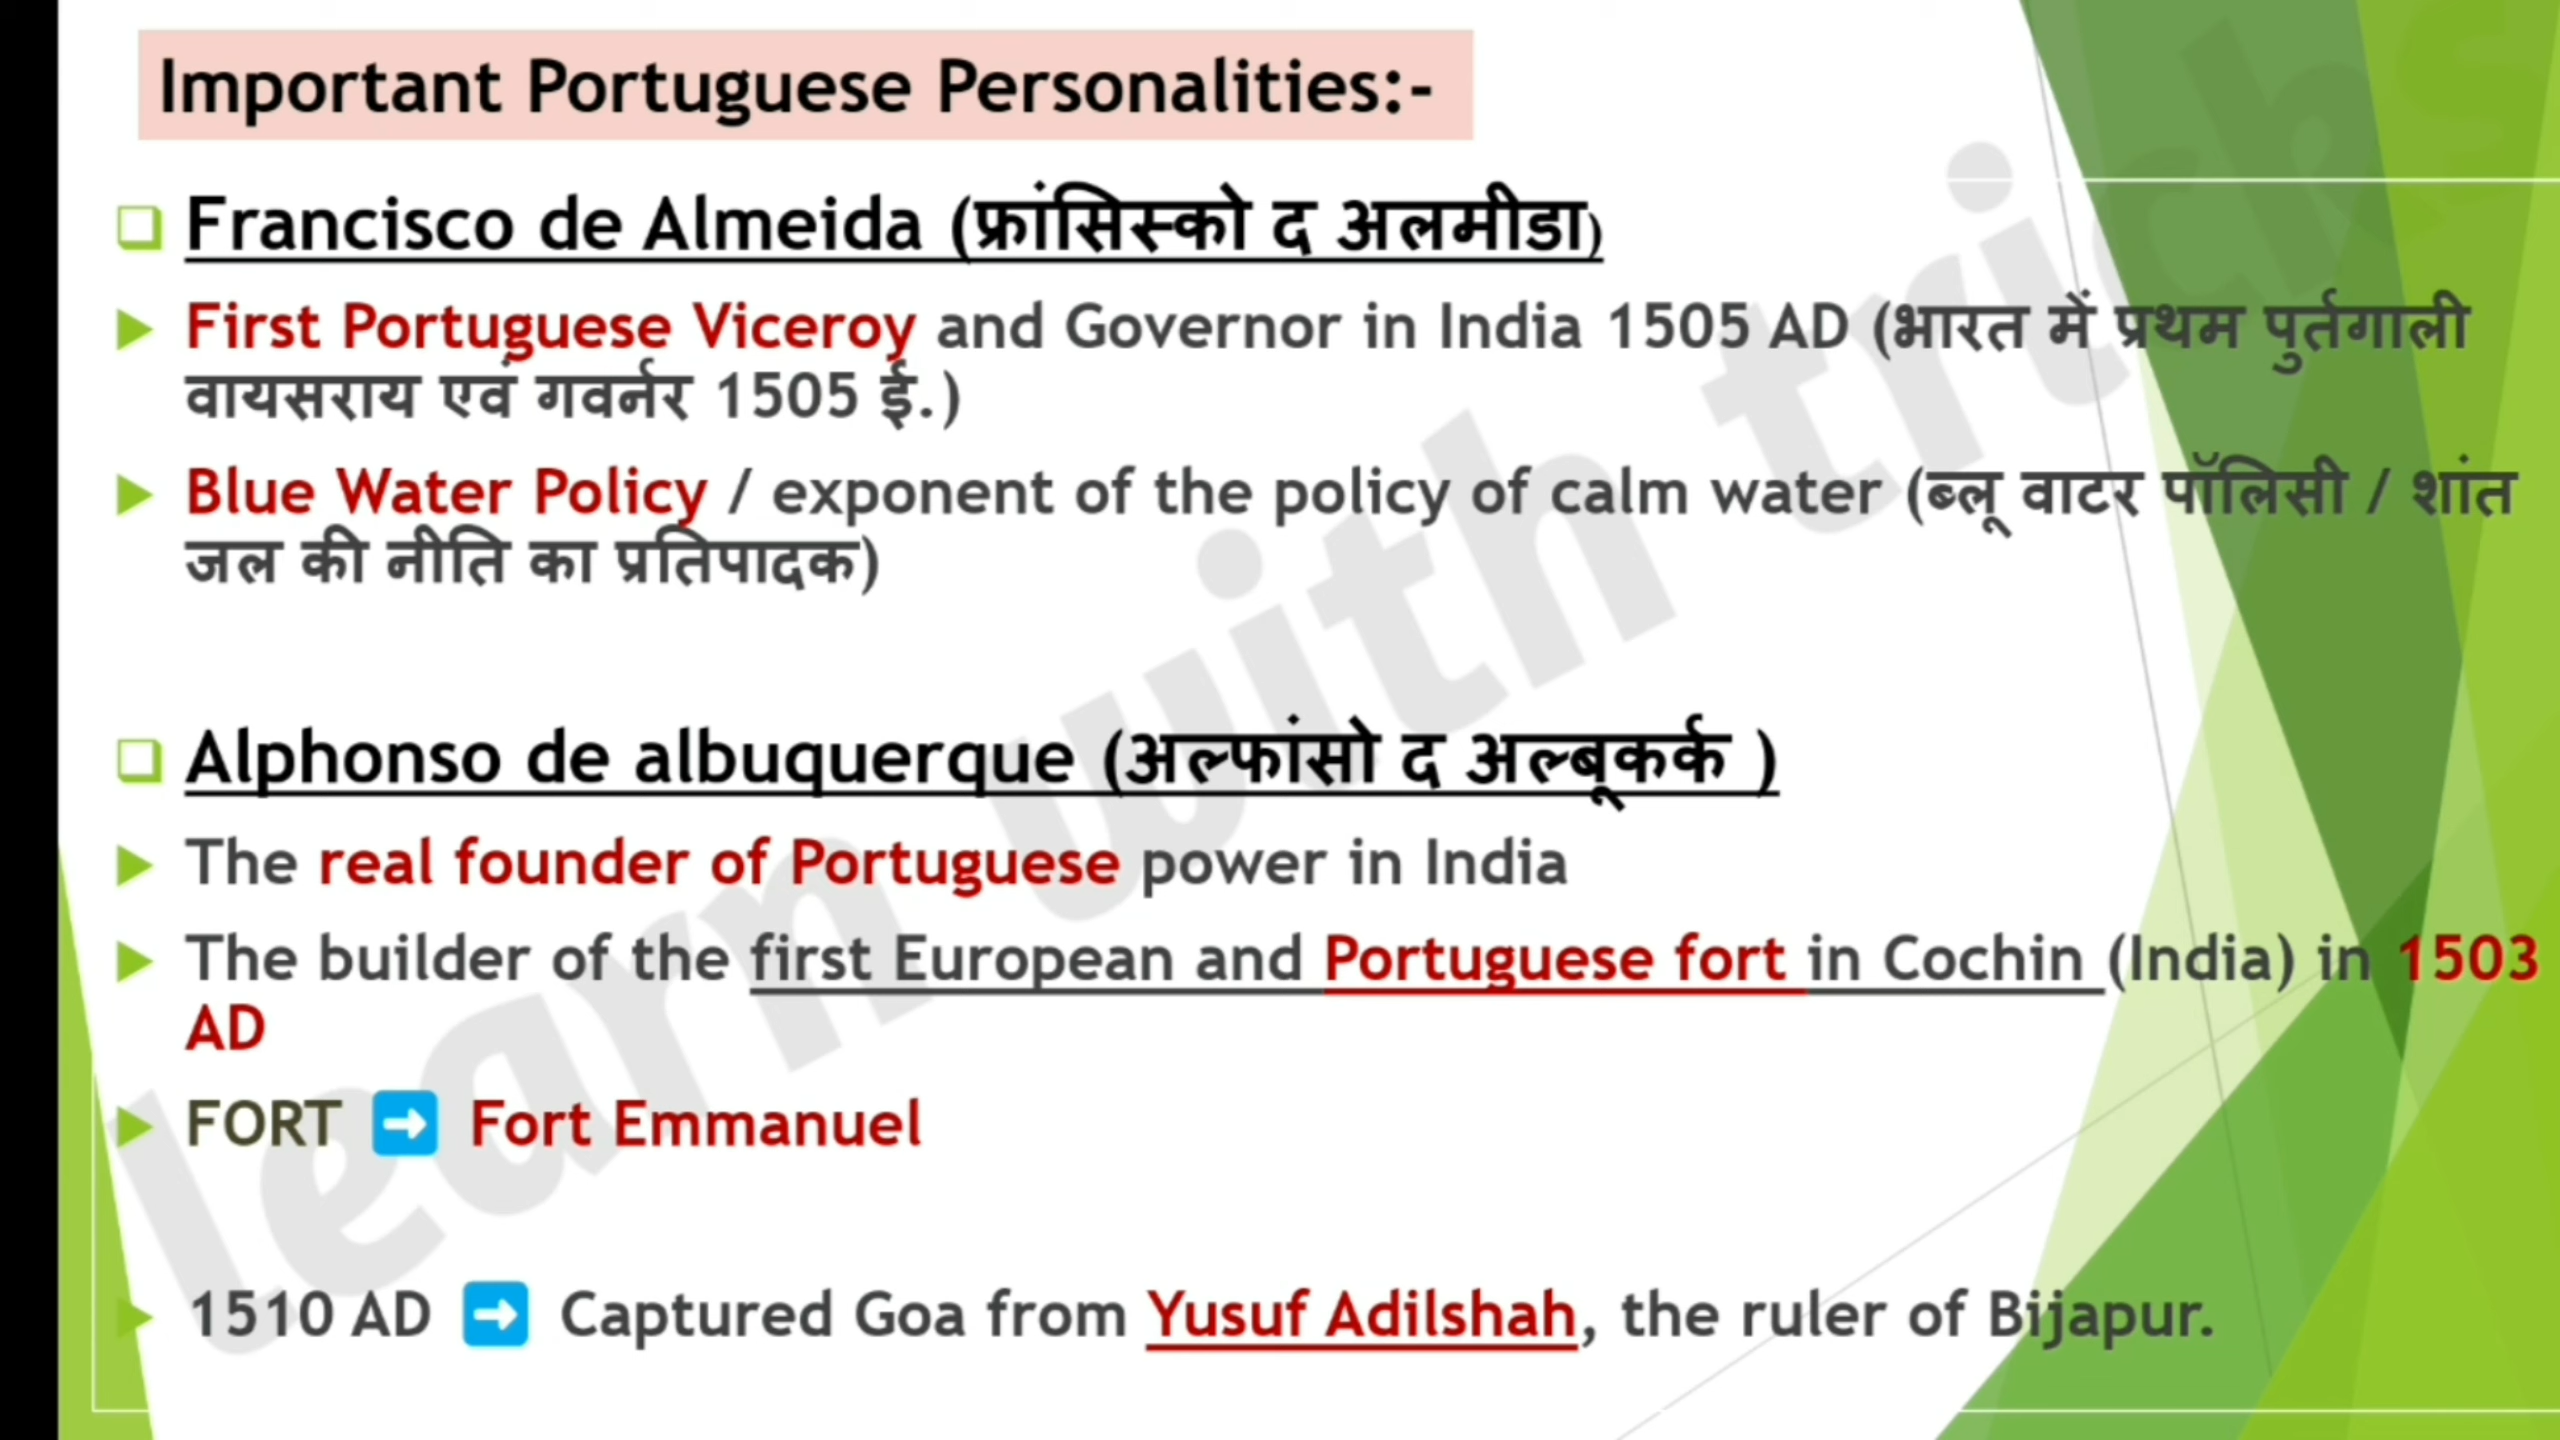 Important Portuguese Personalities:-
Francisco de Almeida (फ्रांसिस्को द अलमीडा)
First Portuguese Viceroy and Governor in India 1505 AD (भारत में प्रथम पुर्तगाली
वायसराय एवं गवर्नर 1505 ई.)
Blue Water Policy / exponent of the policy of calm water (ब्लू वाटर पॉलिसी / शांत
जल की नीति का प्रतिपादक)
Alphonso de albuquerque (अल्फांसो द अल्बूकर्क )
The real founder of Portuguese power in India
The builder of the first European and Portuguese fort in Cochin (India) in 1503
AD
FORT ➡ Fort Emmanuel
1510 AD ➡ Captured Goa from Yusuf Adilshah, the ruler of Bijapur.
learn with tricks